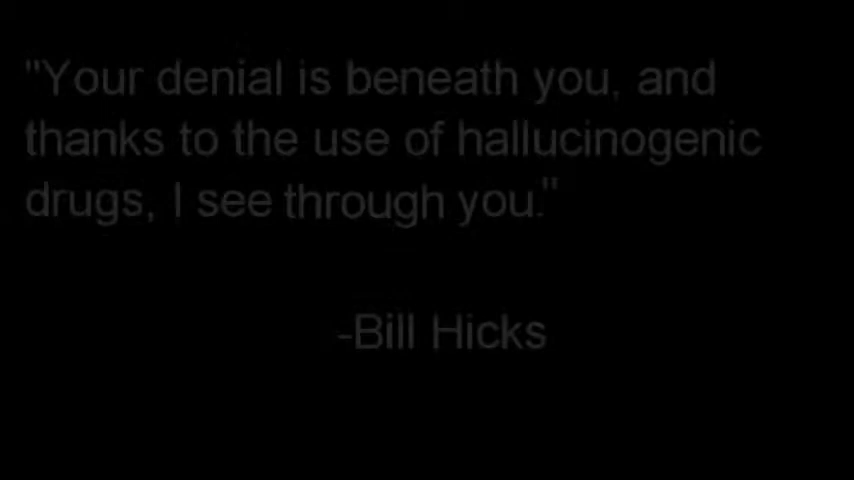 "Your denial is beneath you, and
thanks to the use of hallucinogenic
drugs, I see through you."
-Bill Hicks